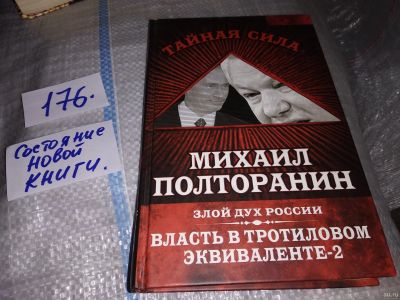 176.
Состояние
новой
книги.
ТАЙНАЯ СИЛА
МИХАИЛ
ПОЛТОРАНИН
ЗЛОЙ ДУХ РОССИИ
ВЛАСТЬ В ТРОТИЛОВОМ
ЭКВИВАЛЕНТЕ-2